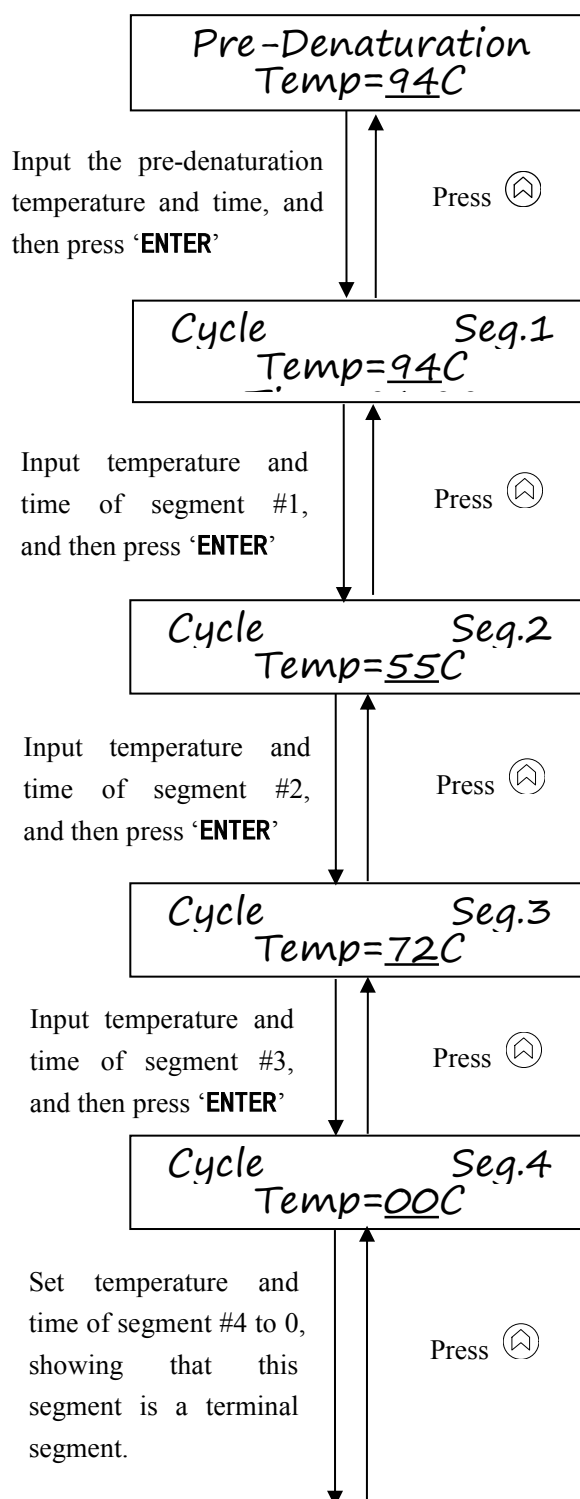 Pre-Denaturation
Temp=94C
Input the pre-denaturation
temperature and time, and
then press ‘ENTER’
Press
Cycle Seg.1
Temp=94C
Input temperature and
time of segment #1,
and then press ‘ENTER’
Press
Cycle Seg.2
Temp=55C
Input temperature and
time of segment #2,
and then press ‘ENTER’
Press
Cycle Seg.3
Temp=72C
Input temperature and
time of segment #3,
and then press ‘ENTER’
Press
Cycle Seg.4
Temp=00C
Set temperature and
time of segment #4 to 0,
showing that this
segment is a terminal
segment.
Press